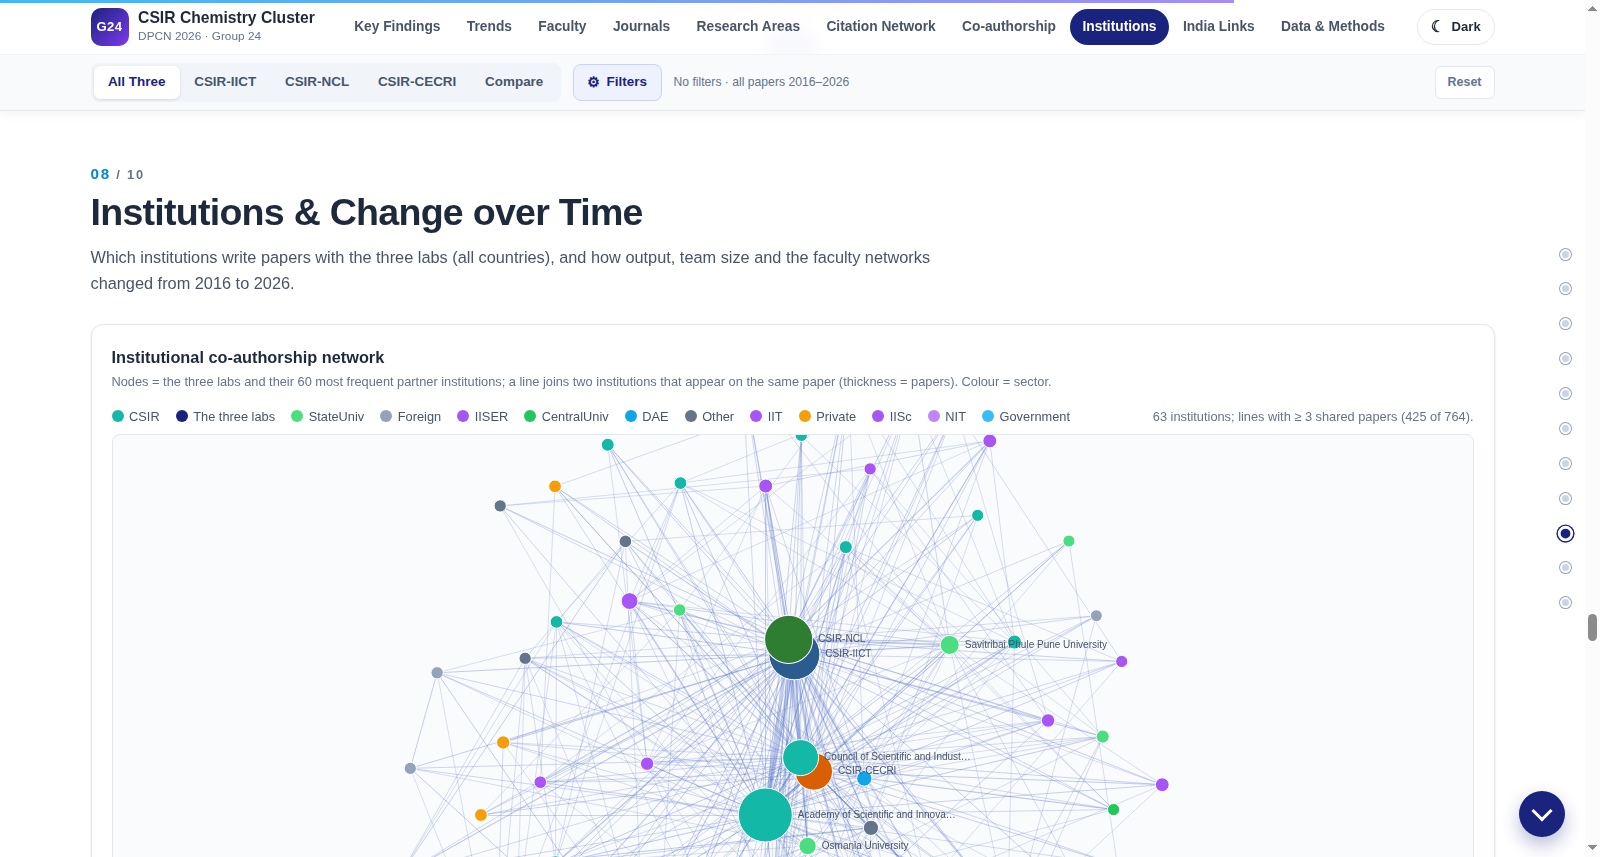 G24
CSIR Chemistry Cluster
DPCN 2026 · Group 24
Key Findings
Trends
Faculty
Journals
Research Areas
Citation Network
Co-authorship
Institutions
India Links
Data & Methods
Dark
All Three
CSIR-IICT
CSIR-NCL
CSIR-CECRI
Compare
Filters
No filters · all papers 2016–2026
Reset
08 / 10
Institutions & Change over Time
Which institutions write papers with the three labs (all countries), and how output, team size and the faculty networks
changed from 2016 to 2026.
Institutional co-authorship network
Nodes = the three labs and their 60 most frequent partner institutions; a line joins two institutions that appear on the same paper (thickness = papers). Colour = sector.
CSIR
The three labs
StateUniv
Foreign
IISER
CentralUniv
DAE
Other
IIT
Private
IISc
NIT
Government
63 institutions; lines with ≥ 3 shared papers (425 of 764).
CSIR-NCL
CSIR-IICT
Savitribai Phule Pune University
Council of Scientific and Indust…
CSIR-CECRI
Academy of Scientific and Innova…
Osmania University